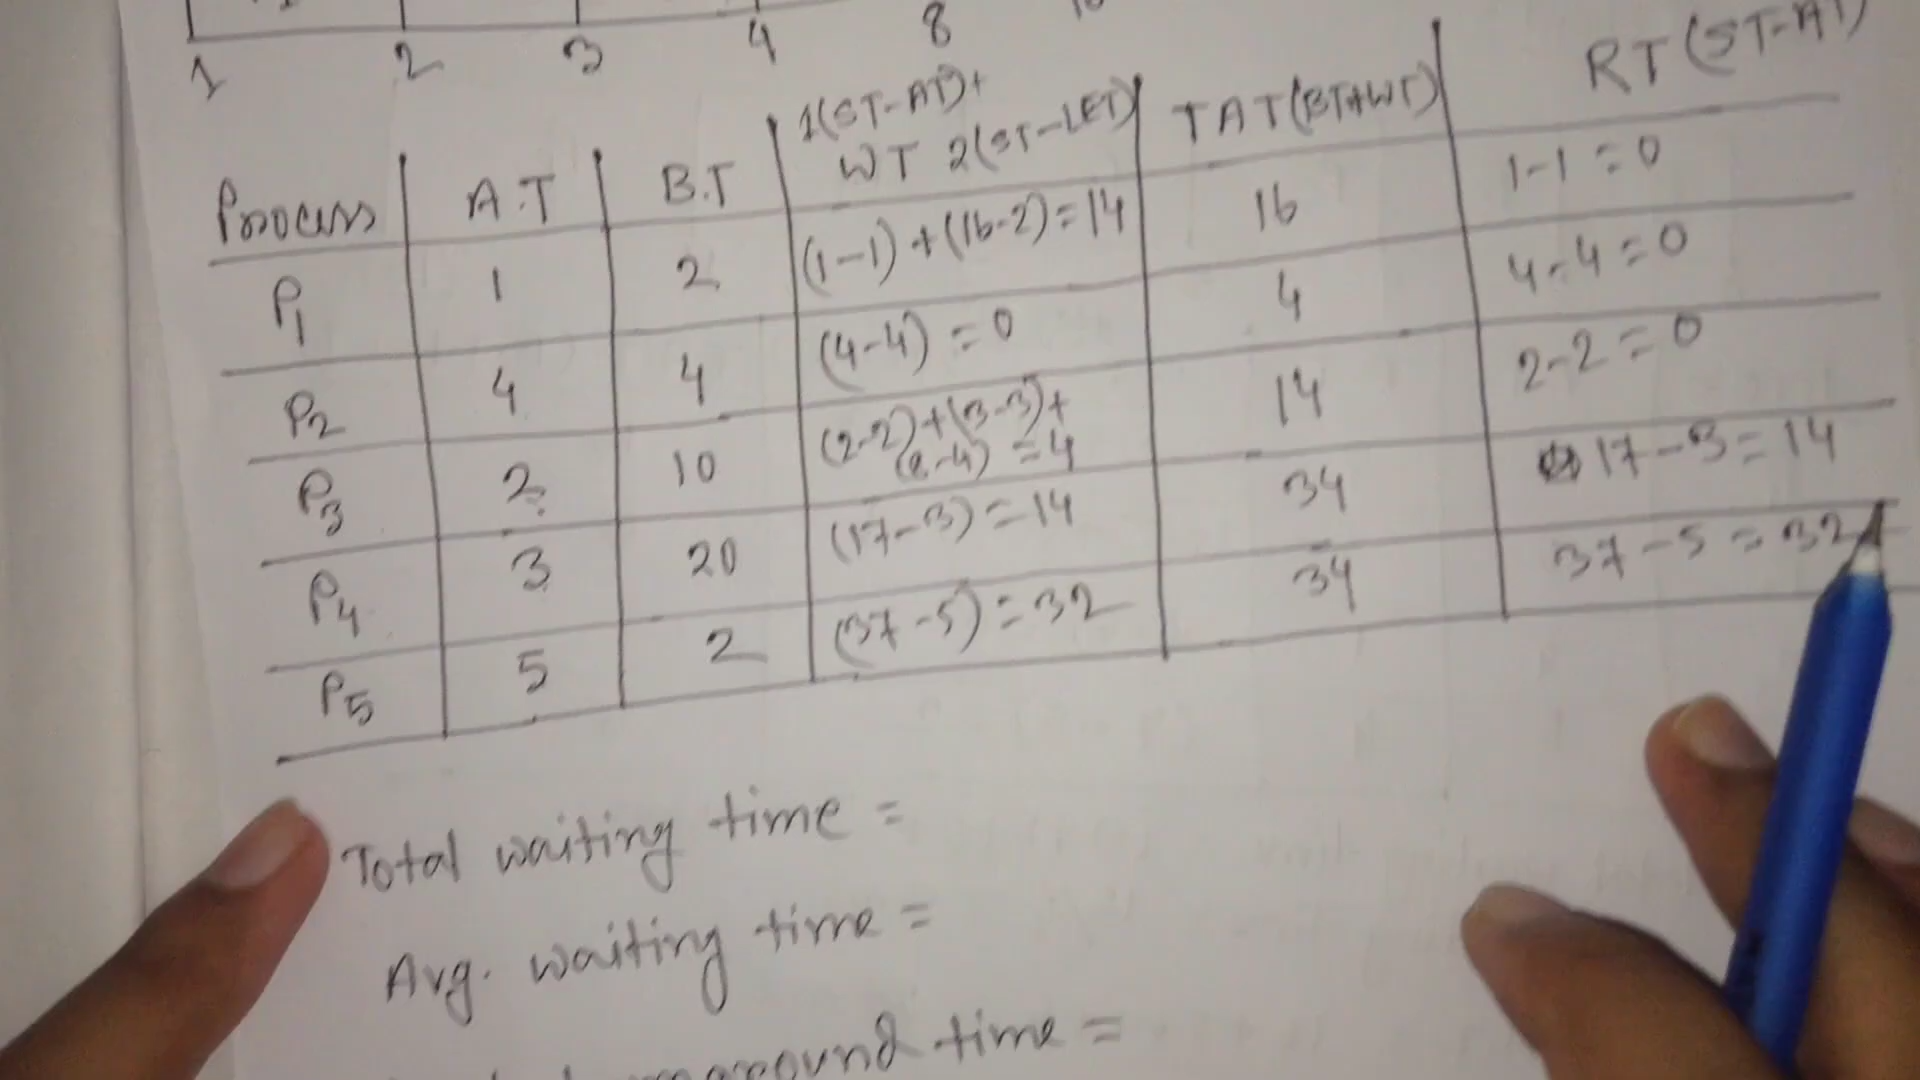 1 2 3 4 8
Process A.T B.T 1(ST-AT)+ WT 2(ST-LET) TAT(BT+WT) RT(ST-AT)
P1 1 2 (1-1)+(16-2)=14 16 1-1=0
P2 4 4 (4-4)=0 4 4-4=0
P3 2 10 (2-2)+(3-3)+ (8-4)=4 14 2-2=0
P4 3 20 (17-3)=14 34 17-3=14
P5 5 2 (37-5)=32 34 37-5=32
Total waiting time =
Avg. waiting time =
time =